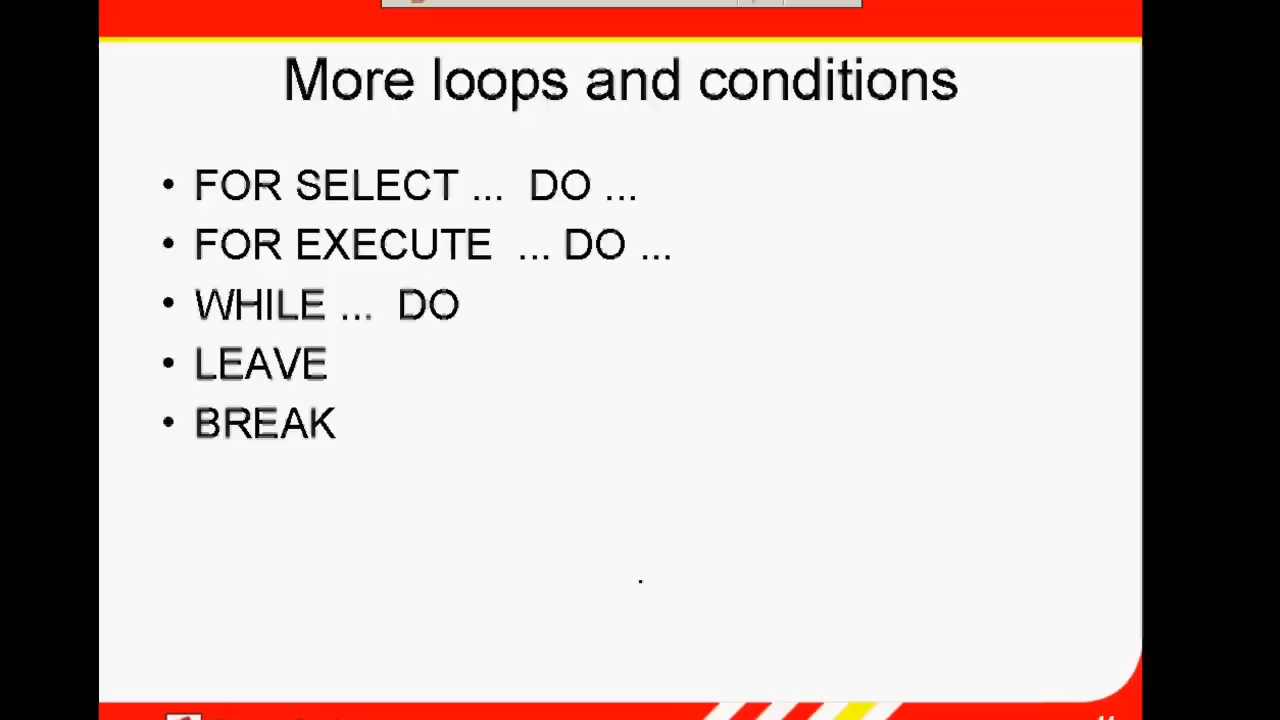 More loops and conditions
• FOR SELECT ... DO ...
• FOR EXECUTE ... DO ...
• WHILE ... DO
• LEAVE
• BREAK